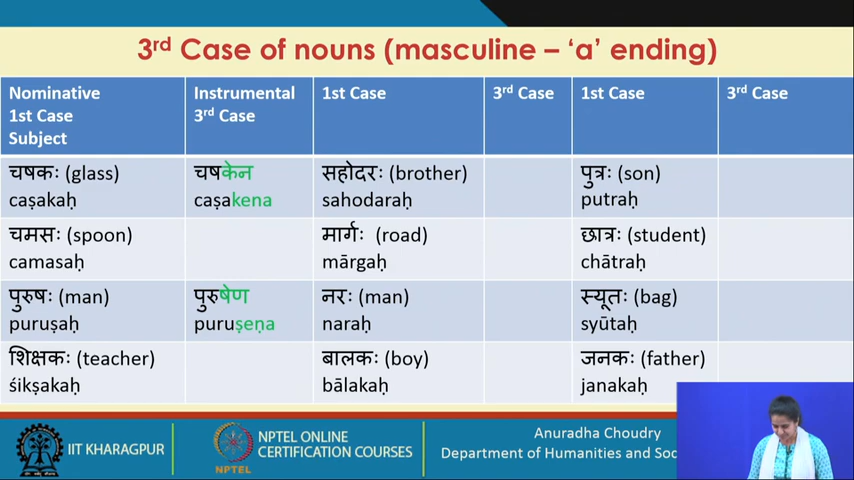 3rd Case of nouns (masculine – 'a' ending)
Nominative
1st Case
Subject
Instrumental
3rd Case
1st Case
3rd Case
1st Case
3rd Case
चषकः (glass)
caṣakaḥ
चषकेन
caṣakena
सहोदरः (brother)
sahodaraḥ
पुत्रः (son)
putraḥ
चमसः (spoon)
camasaḥ
मार्गः (road)
mārgaḥ
छात्रः (student)
chātraḥ
पुरुषः (man)
puruṣaḥ
पुरुषेण
puruṣeṇa
नरः (man)
naraḥ
स्यूतः (bag)
syūtaḥ
शिक्षकः (teacher)
śikṣakaḥ
बालकः (boy)
bālakaḥ
जनकः (father)
janakaḥ
IIT KHARAGPUR
NPTEL
NPTEL ONLINE
CERTIFICATION COURSES
Anuradha Choudry
Department of Humanities and Soc